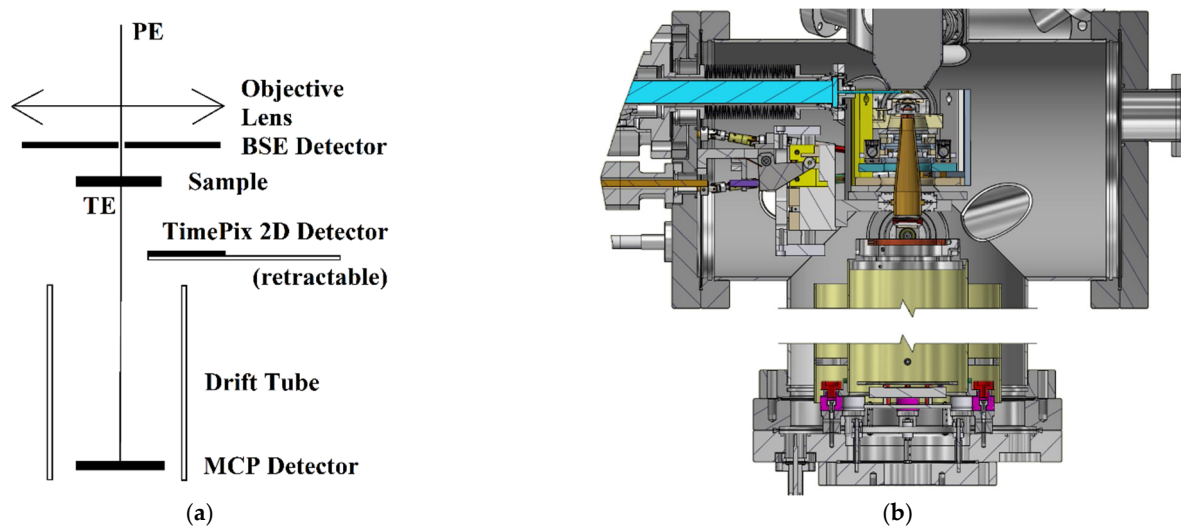 PE
Objective
Lens
BSE Detector
Sample
TE
TimePix 2D Detector
(retractable)
Drift Tube
MCP Detector
(a)
(b)